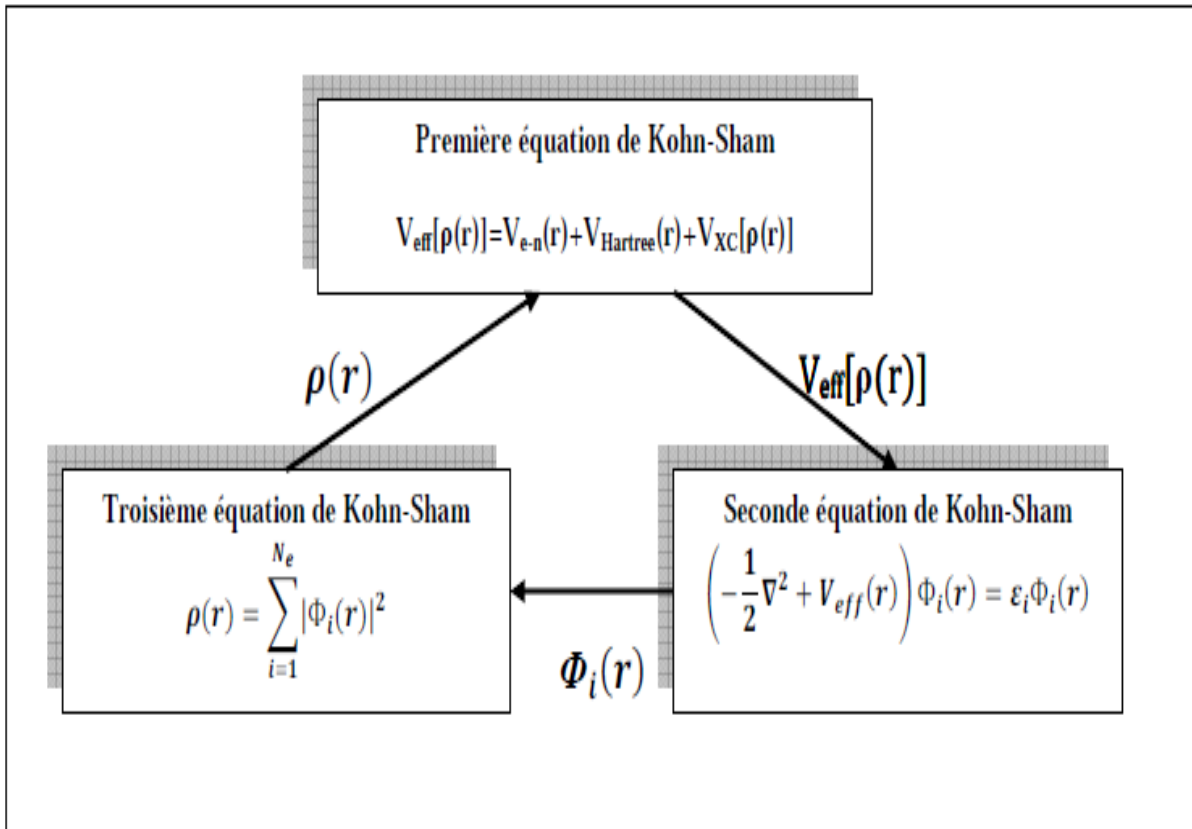 Première équation de Kohn-Sham
V_eff[ρ(r)]=V_e-n(r)+V_Hartree(r)+V_XC[ρ(r)]
ρ(r)
V_eff[ρ(r)]
Troisième équation de Kohn-Sham
ρ(r) = ∑_{i=1}^{N_e} |Φ_i(r)|²
Seconde équation de Kohn-Sham
(−1/2 ∇² + V_eff(r)) Φ_i(r) = ε_iΦ_i(r)
Φ_i(r)